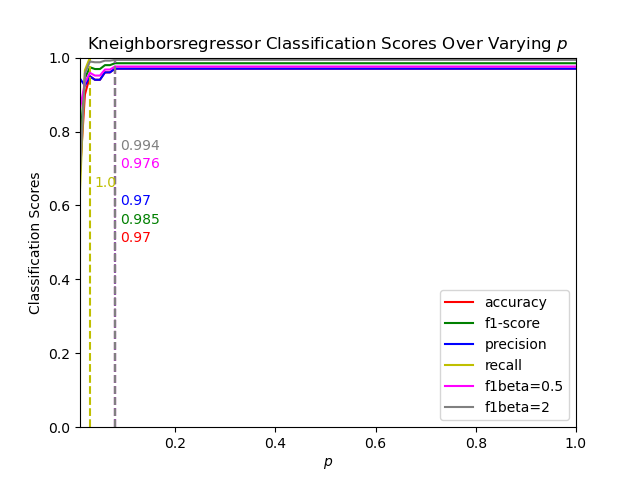 Kneighborsregressor Classification Scores Over Varying p
1.0
0.8
0.6
0.4
0.2
0.0
Classification Scores
0.994
0.976
1.0
0.97
0.985
0.97
accuracy
f1-score
precision
recall
f1beta=0.5
f1beta=2
0.2 0.4 0.6 0.8 1.0
p